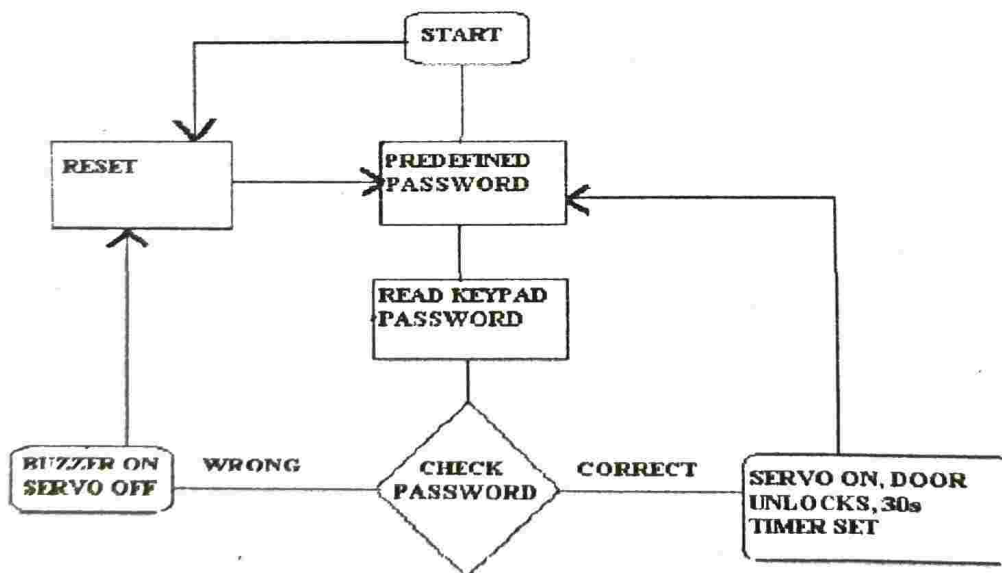 START
RESET
PREDEFINED
PASSWORD
READ KEYPAD
PASSWORD
BUZZER ON
SERVO OFF
WRONG
CHECK
PASSWORD
CORRECT
SERVO ON, DOOR
UNLOCKS, 30s
TIMER SET